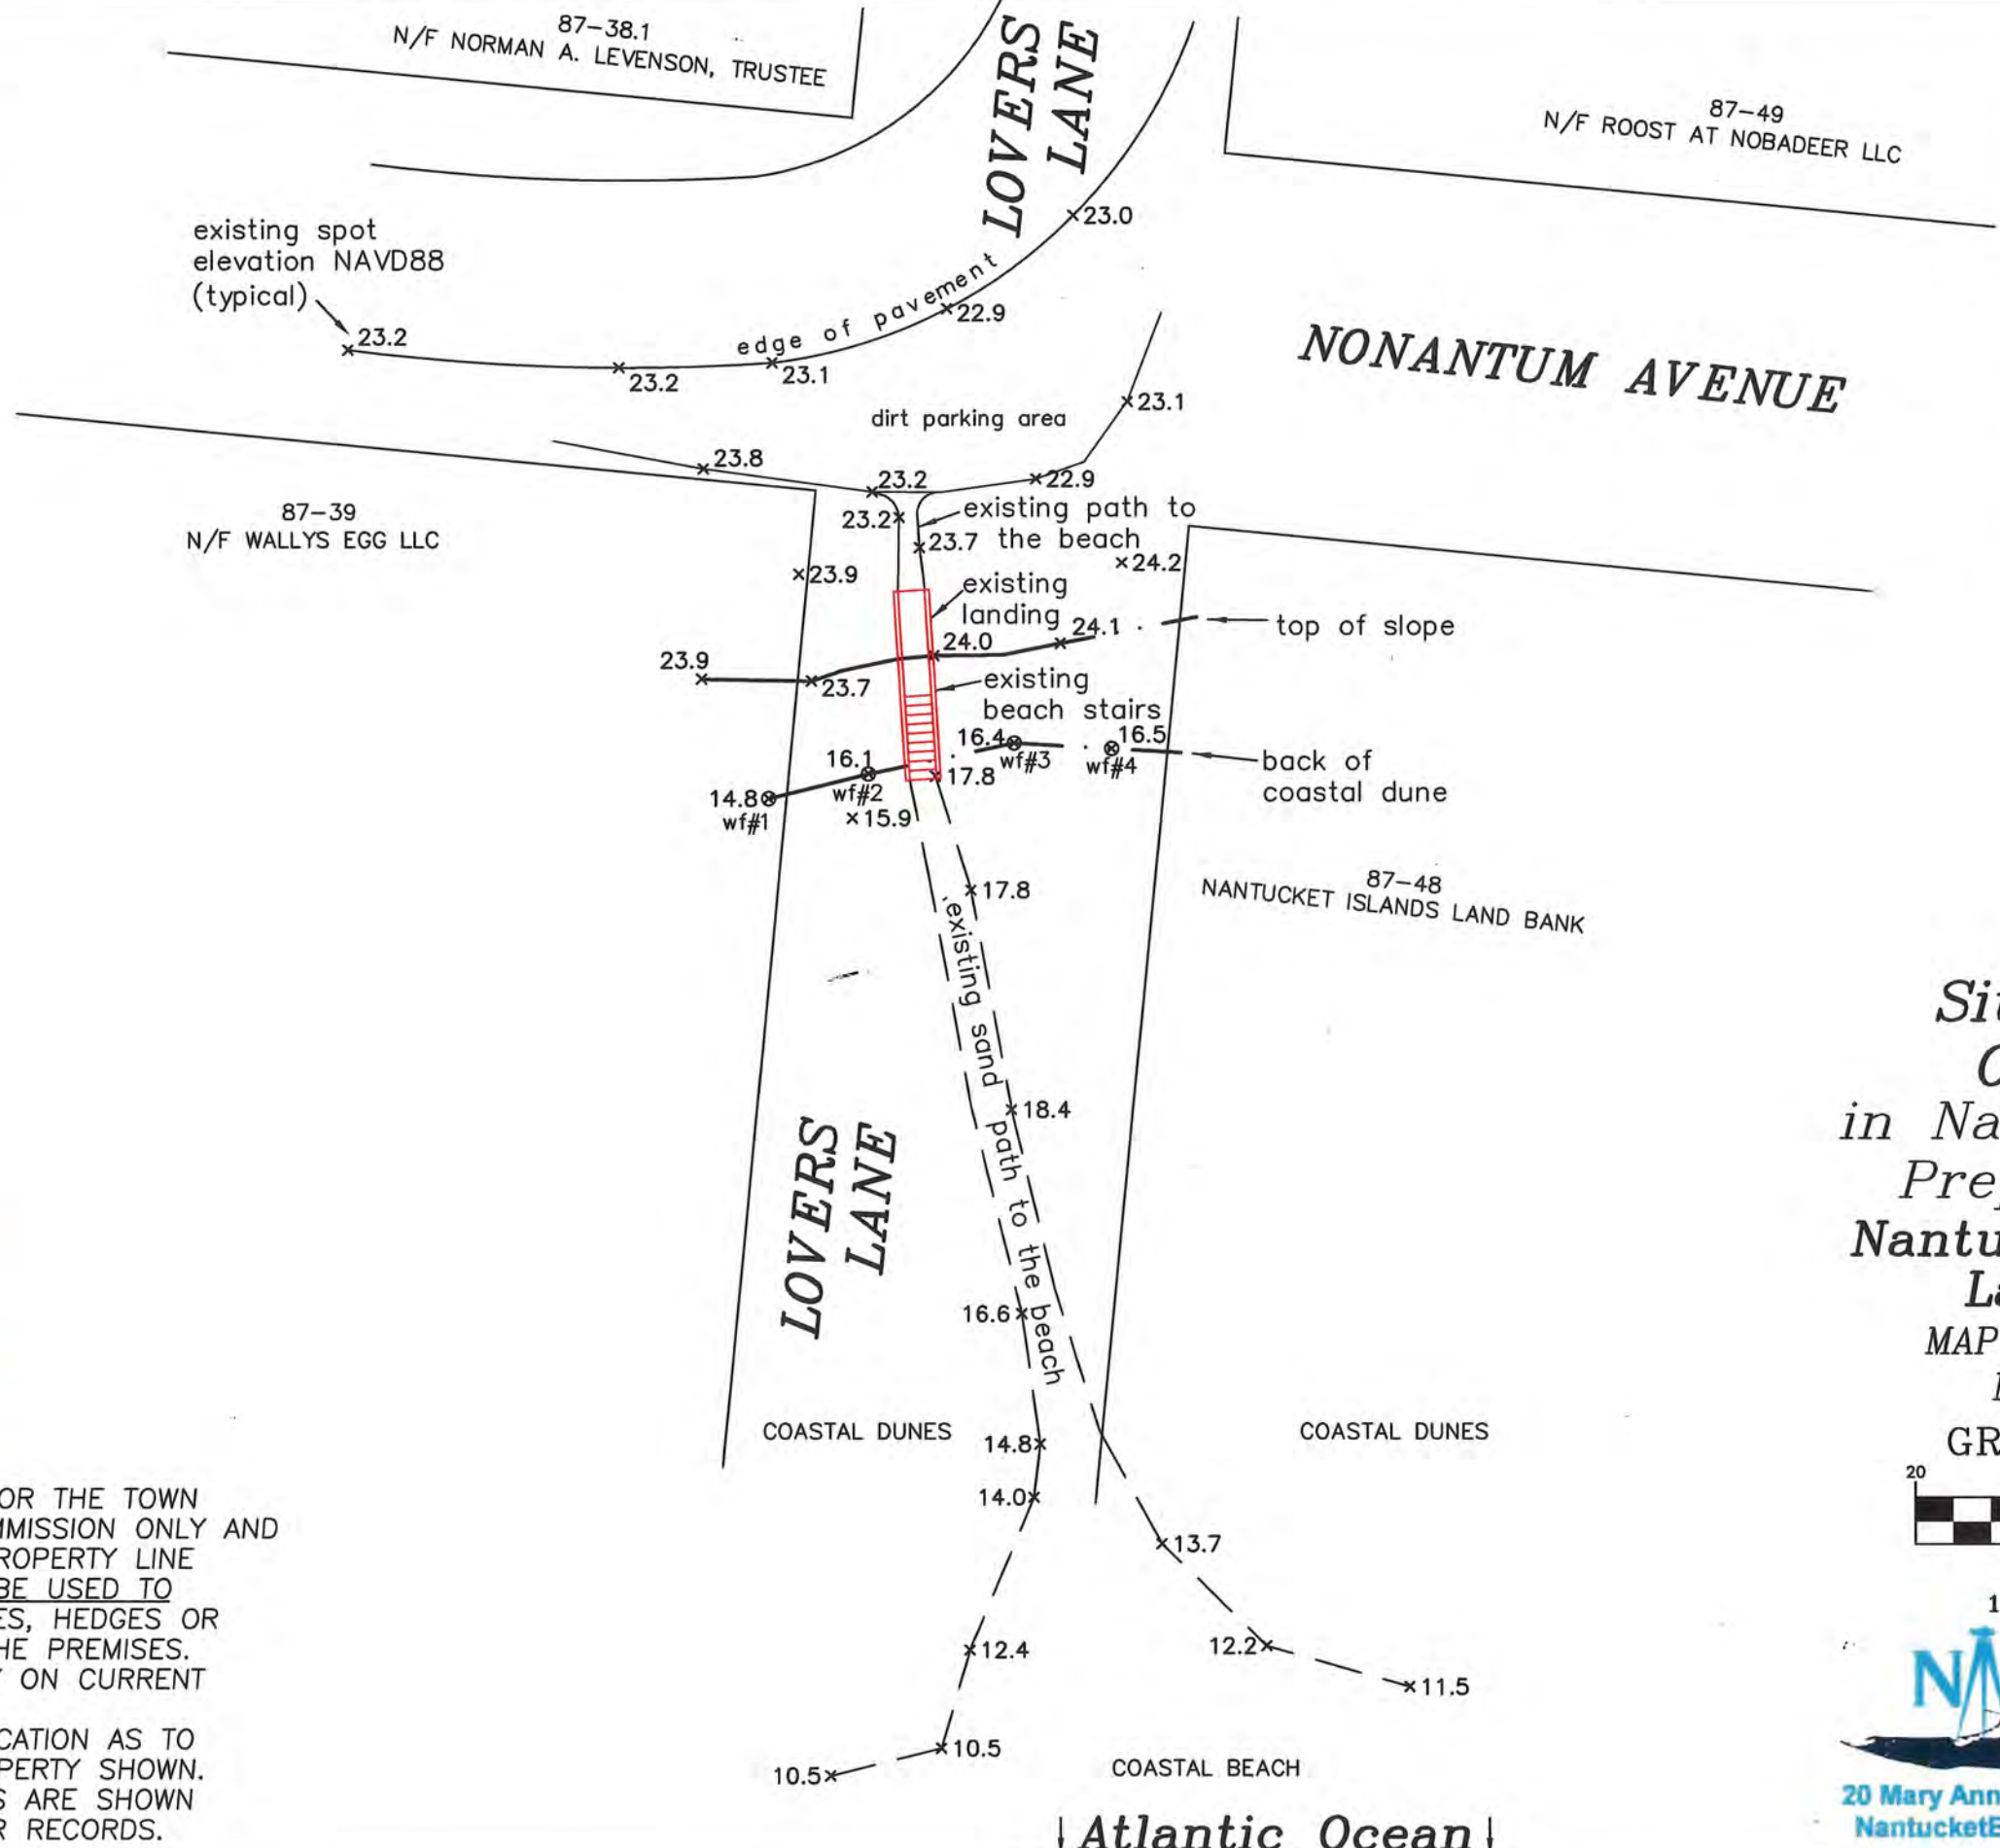 87-38.1
N/F NORMAN A. LEVENSON, TRUSTEE
LOVERS
LANE
87-49
N/F ROOST AT NOBADEER LLC
23.0
existing spot
elevation NAVD88
(typical)
23.2
edge of pavement
22.9
23.2
23.1
NONANTUM AVENUE
dirt parking area
23.1
23.8
23.2
22.9
87-39
N/F WALLYS EGG LLC
23.2
existing path to
the beach
23.7
24.2
23.9
existing
landing
24.1
top of slope
24.0
23.9
23.7
existing
beach stairs
16.4
wf#3
16.5
wf#4
back of
coastal dune
16.1
wf#2
17.8
14.8
wf#1
15.9
17.8
87-48
NANTUCKET ISLANDS LAND BANK
existing sand path to the beach
18.4
LOVERS
LANE
16.6
COASTAL DUNES
14.8
COASTAL DUNES
14.0
13.7
12.4
12.2
11.5
10.5
10.5
COASTAL BEACH
Atlantic Ocean
in
Nantu
MAP
20
OR THE TOWN
ONLY AND
LINE
BE USED TO
HEDGES OR
THE PREMISES.
ON CURRENT
AS TO
SHOWN.
ARE SHOWN
RECORDS.
20 Mary Ann